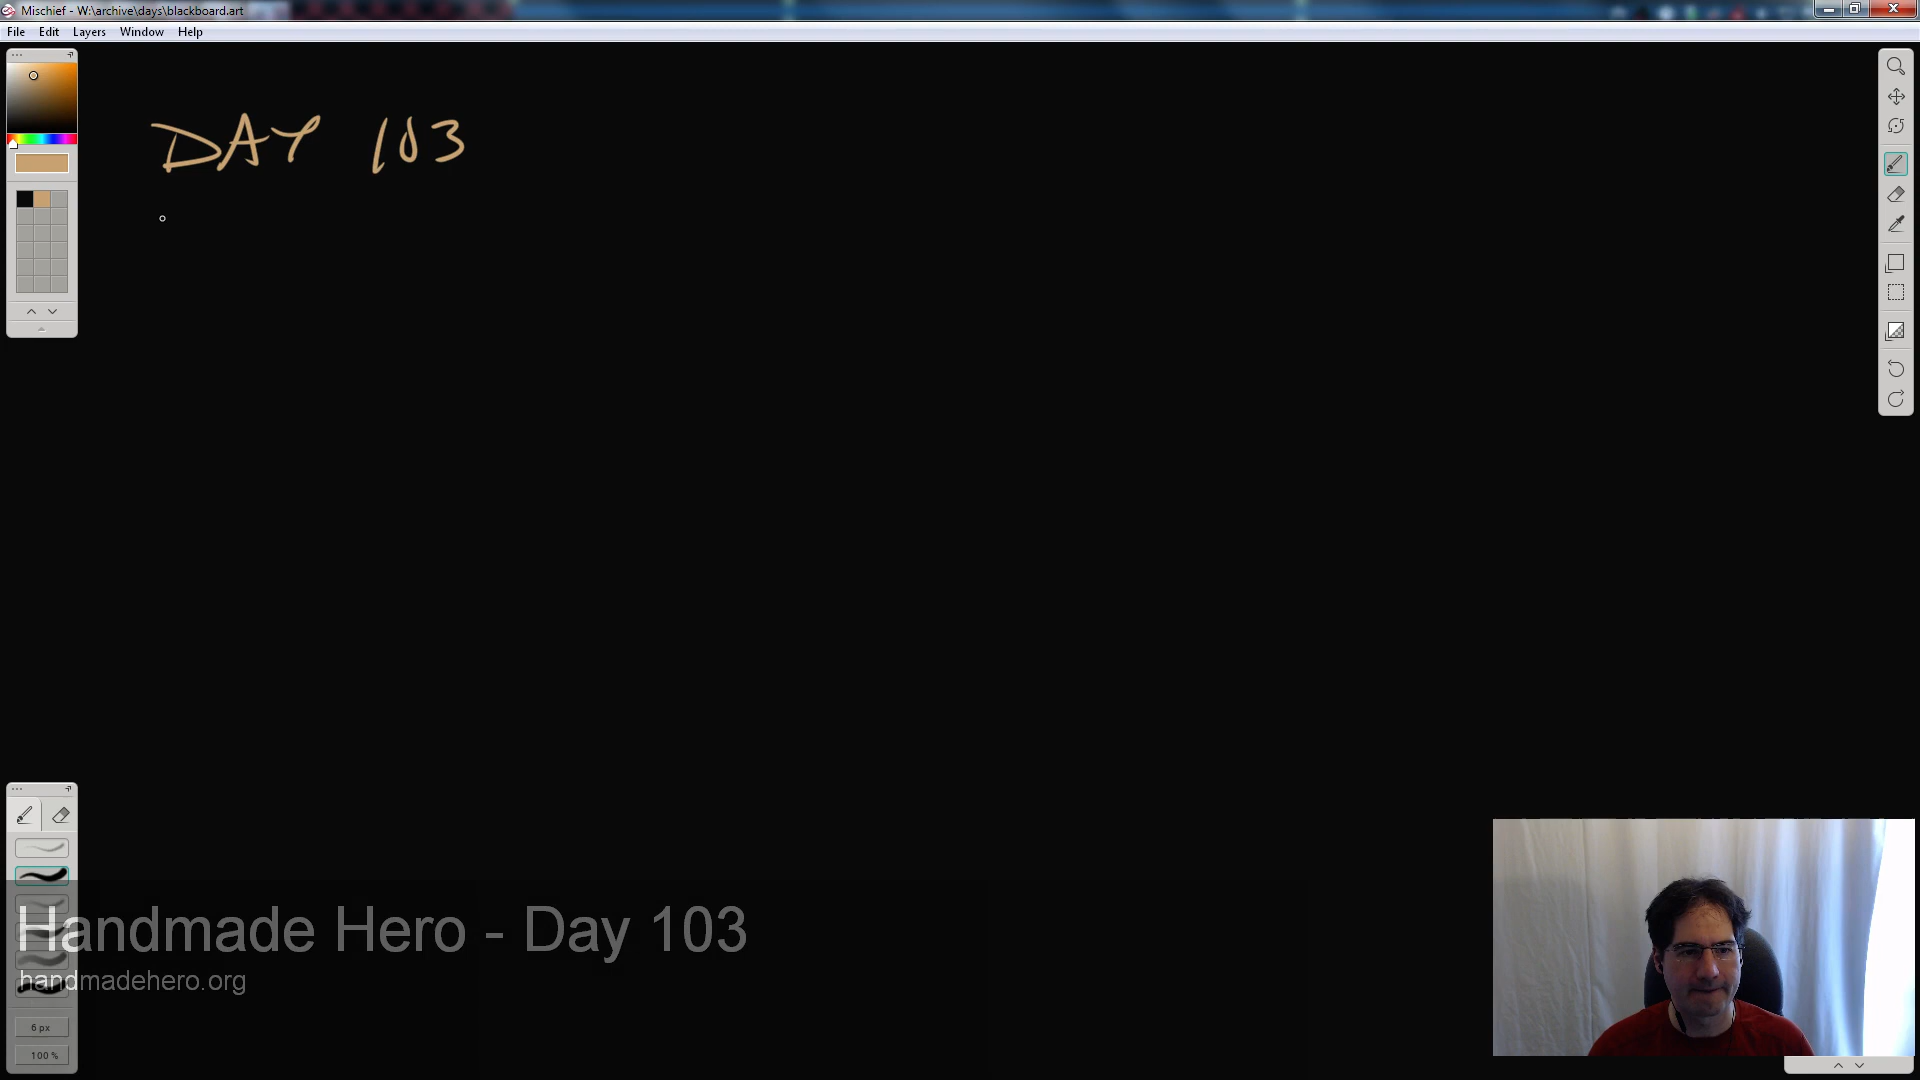 Mischief - W:\archive\days\blackboard.art
File Edit Layers Window Help
DAY 103
Handmade Hero - Day 103
handmadehero.org
6 px
100 %